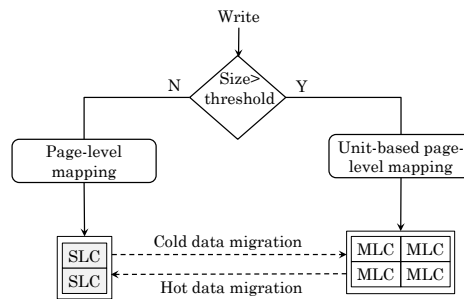 Write
N
Size>
threshold
Y
Page-level
mapping
Unit-based page-
level mapping
SLC
SLC
Cold data migration
Hot data migration
MLC MLC
MLC MLC